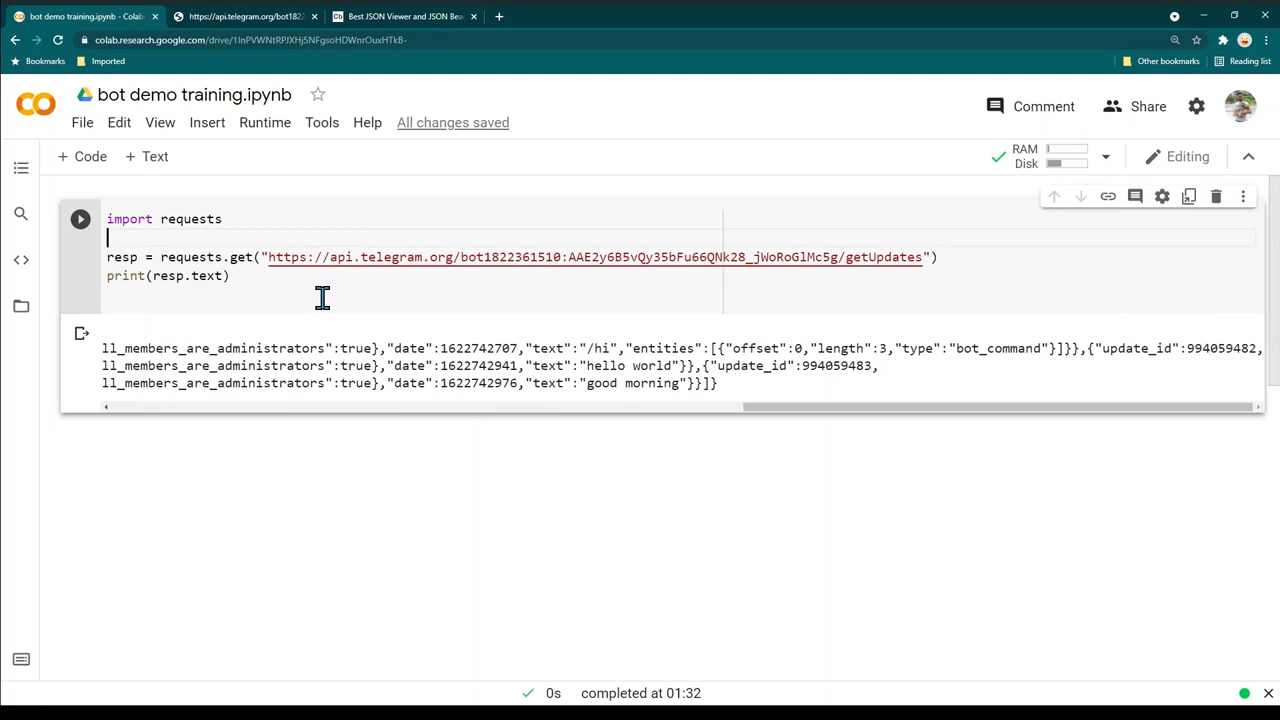 bot demo training.ipynb - Colab
https://api.telegram.org/bot1822
Best JSON Viewer and JSON Bea
colab.research.google.com/drive/1InPVWNtRPJXHj5NFgsoHDWnrOuxHTkB-
Bookmarks
Imported
Other bookmarks
Reading list
bot demo training.ipynb
File Edit View Insert Runtime Tools Help All changes saved
Comment
Share
+ Code
+ Text
RAM
Disk
Editing
import requests
resp = requests.get("https://api.telegram.org/bot1822361510:AAE2y6B5vQy35bFu66QNk28_jWoRoGlMc5g/getUpdates")
print(resp.text)
ll_members_are_administrators":true},"date":1622742707,"text":"/hi","entities":[{"offset":0,"length":3,"type":"bot_command"}]}},{"update_id":994059482,
ll_members_are_administrators":true},"date":1622742941,"text":"hello world"}},{"update_id":994059483,
ll_members_are_administrators":true},"date":1622742976,"text":"good morning"}}]}
0s completed at 01:32